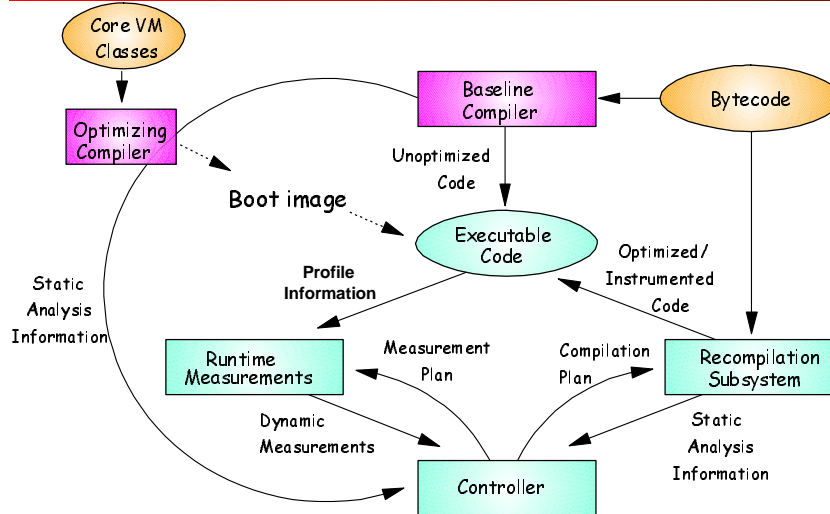 Core VM
Classes
Baseline
Compiler
Bytecode
Optimizing
Compiler
Unoptimized
Code
Boot image
Executable
Code
Optimized/
Instrumented
Code
Profile
Information
Static
Analysis
Information
Runtime
Measurements
Measurement
Plan
Compilation
Plan
Recompilation
Subsystem
Dynamic
Measurements
Static
Analysis
Information
Controller